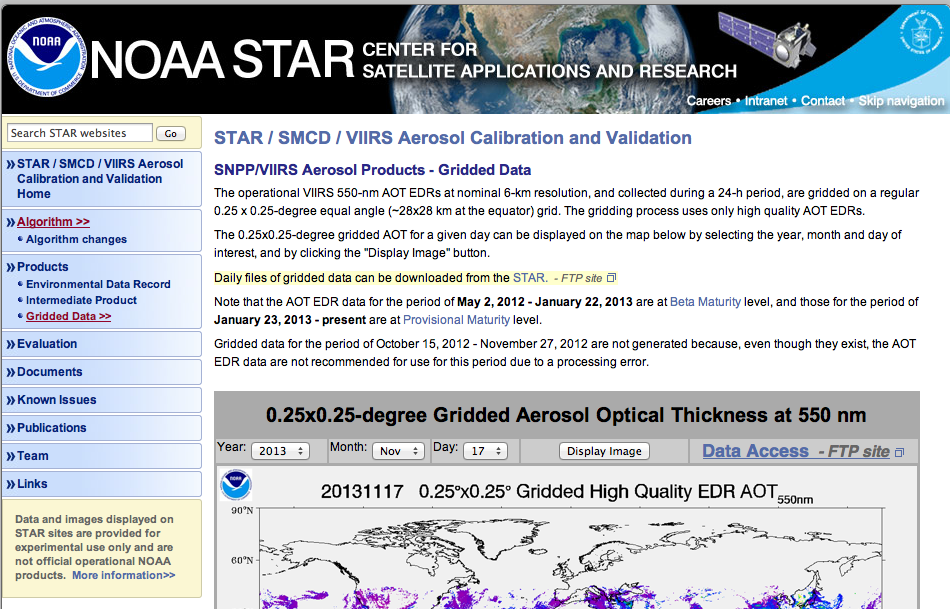 NOAA
NOAA STAR CENTER FOR
SATELLITE APPLICATIONS AND RESEARCH
Careers • Intranet • Contact • Skip navigation
Search STAR websites Go
» STAR / SMCD / VIIRS Aerosol
Calibration and Validation
Home
» Algorithm >>
• Algorithm changes
» Products
• Environmental Data Record
• Intermediate Product
• Gridded Data >>
» Evaluation
» Documents
» Known Issues
» Publications
» Team
» Links
Data and images displayed on
STAR sites are provided for
experimental use only and are
not official operational NOAA
products. More information>>
STAR / SMCD / VIIRS Aerosol Calibration and Validation
SNPP/VIIRS Aerosol Products - Gridded Data
The operational VIIRS 550-nm AOT EDRs at nominal 6-km resolution, and collected during a 24-h period, are gridded on a regular
0.25 x 0.25-degree equal angle (~28x28 km at the equator) grid. The gridding process uses only high quality AOT EDRs.
The 0.25x0.25-degree gridded AOT for a given day can be displayed on the map below by selecting the year, month and day of
interest, and by clicking the "Display Image" button.
Daily files of gridded data can be downloaded from the STAR. - FTP site
Note that the AOT EDR data for the period of May 2, 2012 - January 22, 2013 are at Beta Maturity level, and those for the period of
January 23, 2013 - present are at Provisional Maturity level.
Gridded data for the period of October 15, 2012 - November 27, 2012 are not generated because, even though they exist, the AOT
EDR data are not recommended for use for this period due to a processing error.
0.25x0.25-degree Gridded Aerosol Optical Thickness at 550 nm
Year: 2013 Month: Nov Day: 17 Display Image Data Access - FTP site
NOAA
20131117 0.25°x0.25° Gridded High Quality EDR AOT550nm
90°N
60°N